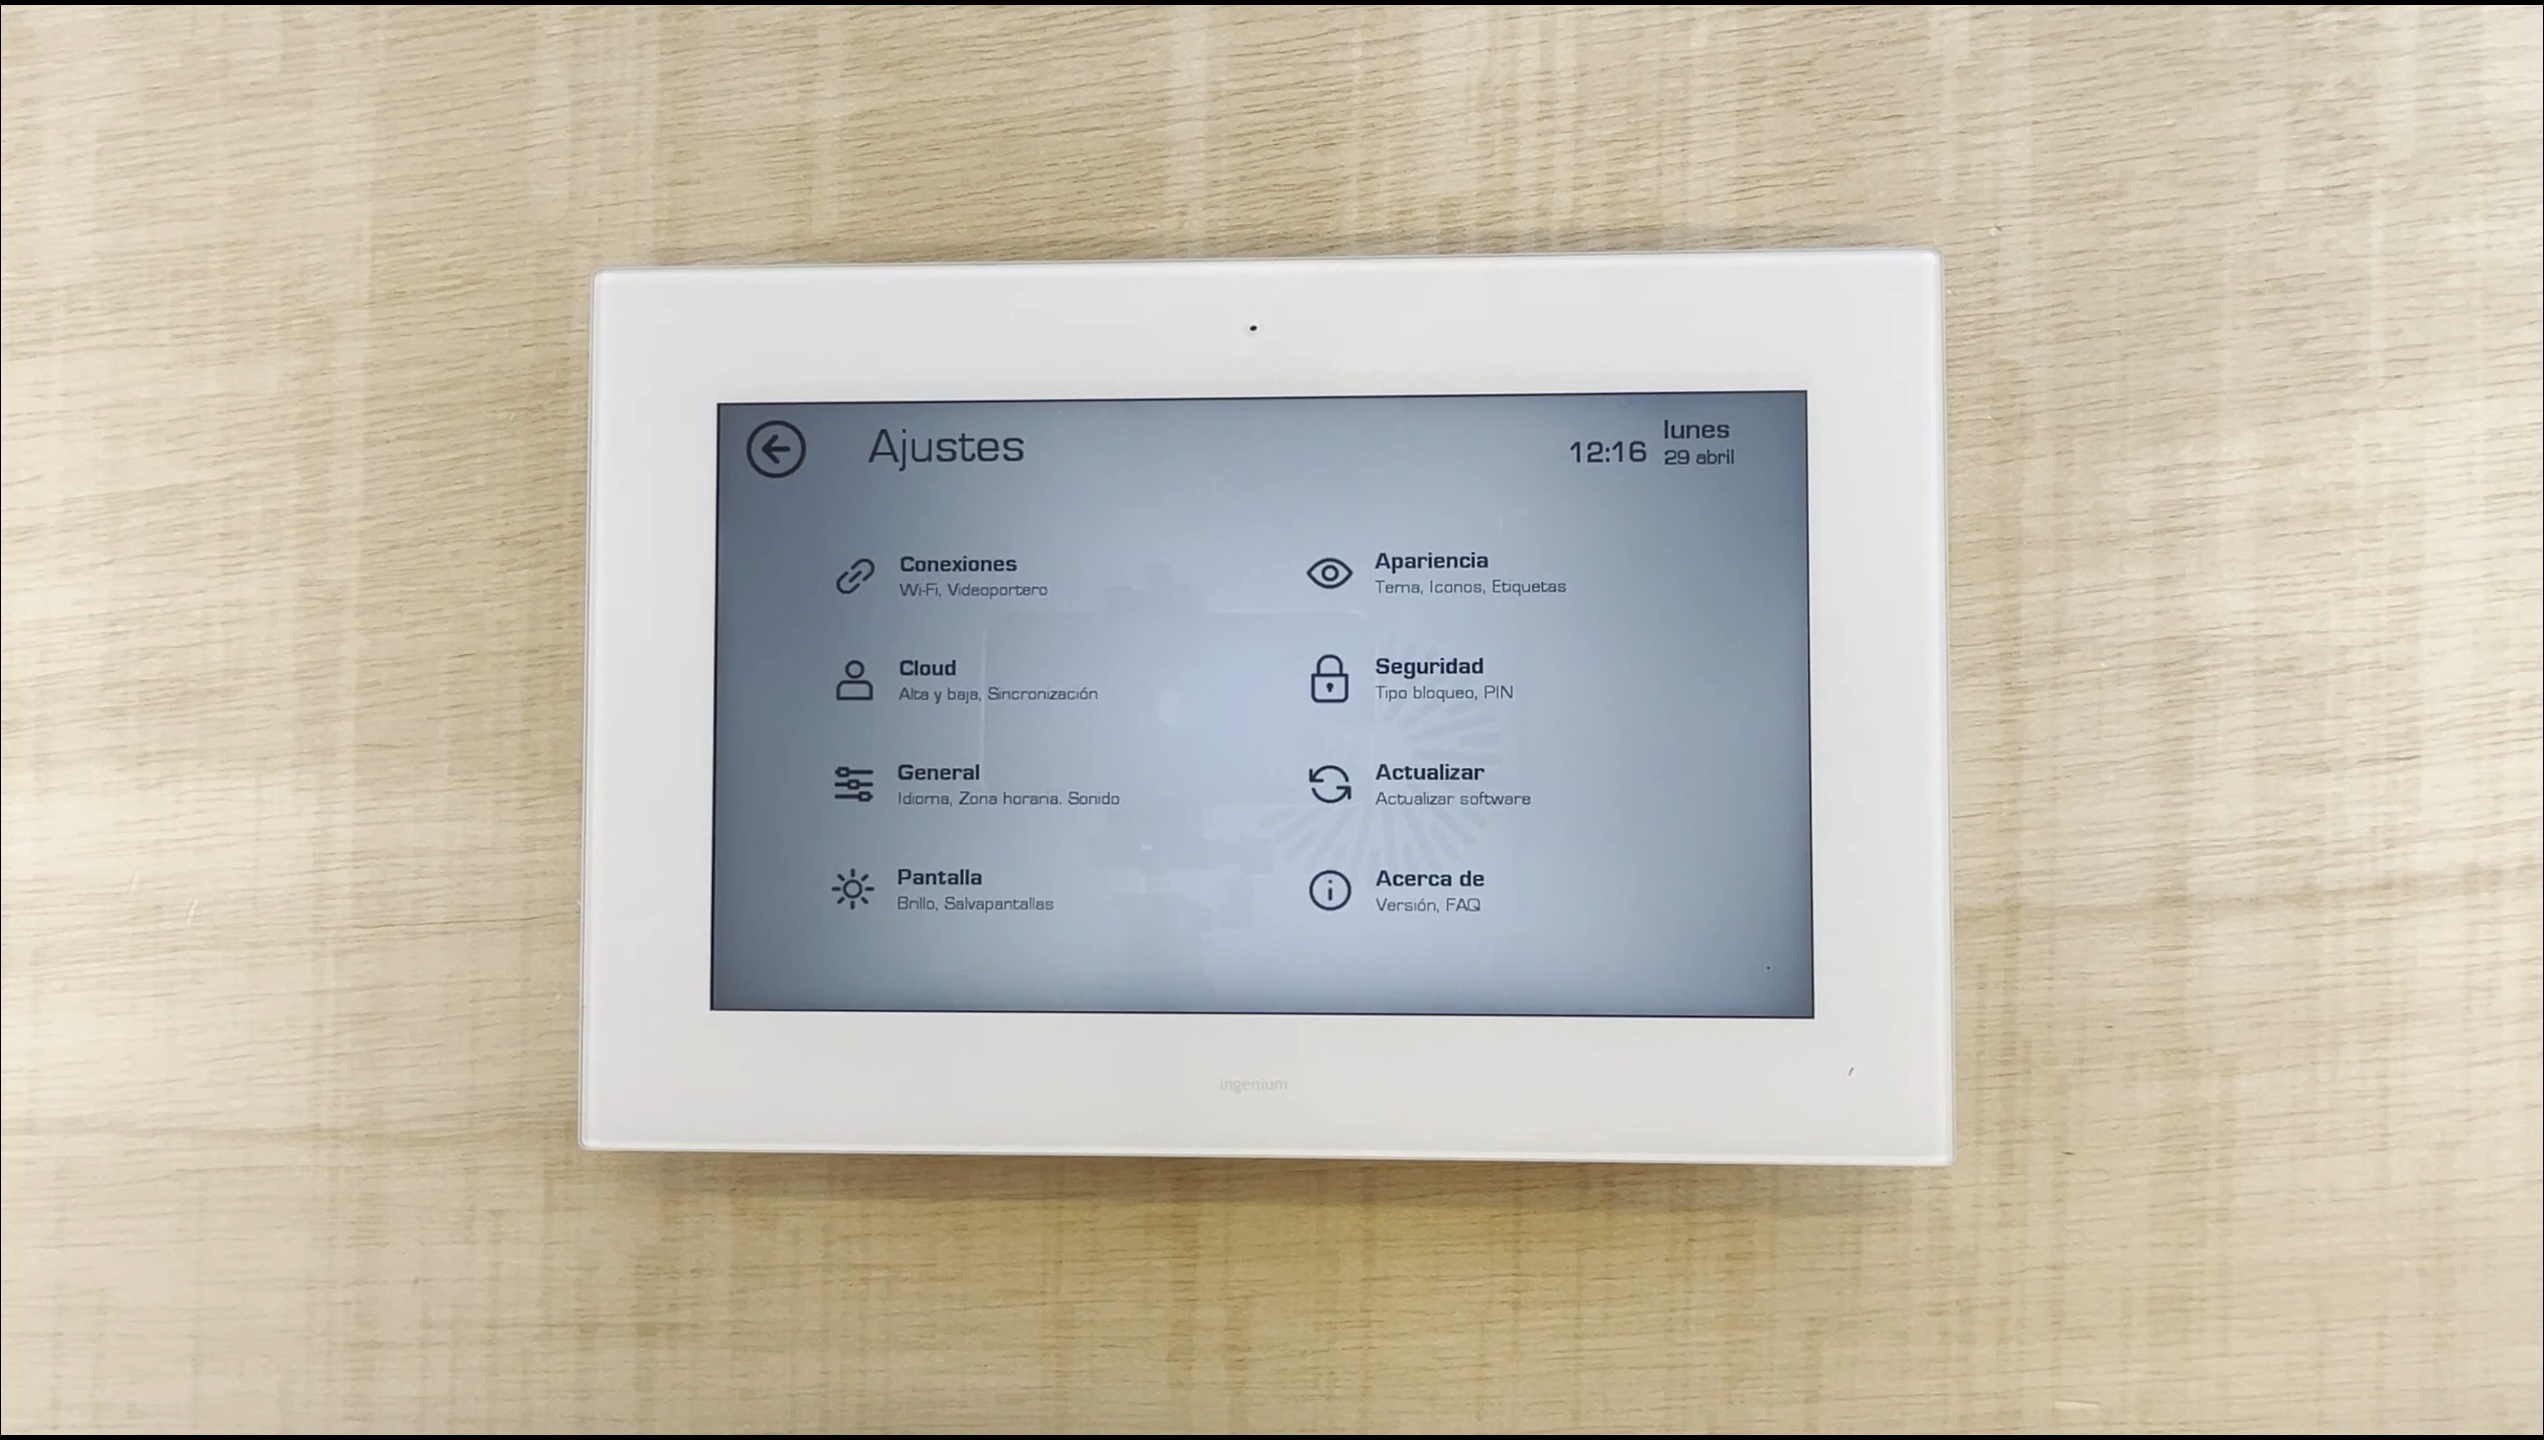 Ajustes
12:16
lunes
29 abril
Conexiones
Wi-Fi, Videoportero
Apariencia
Tema, Iconos, Etiquetas
Cloud
Alta y baja, Sincronización
Seguridad
Tipo bloqueo, PIN
General
Idioma, Zona horaria. Sonido
Actualizar
Actualizar software
Pantalla
Brillo, Salvapantallas
Acerca de
Versión, FAQ
ingenium